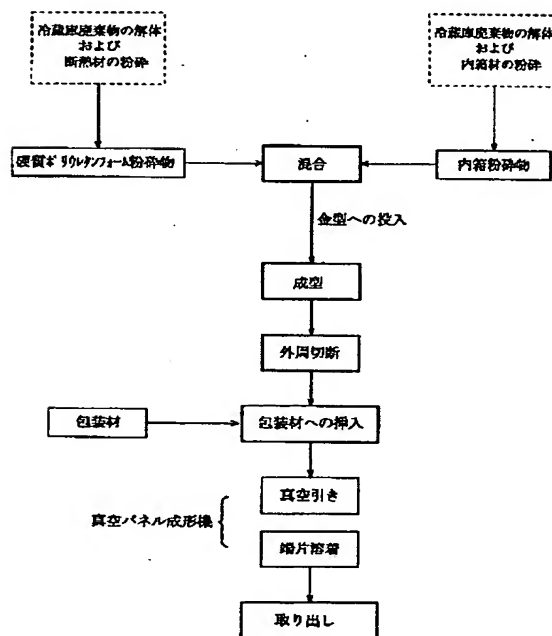 冷蔵庫廃棄物の解体
および
断熱材の粉砕
冷蔵庫廃棄物の解体
および
内箱材の粉砕
硬質ポリウレタンフォーム粉砕物
混合
内箱粉砕物
金型への投入
成型
外周切断
包装材
包装材への挿入
真空引き
真空パネル成形機
端片溶着
取り出し